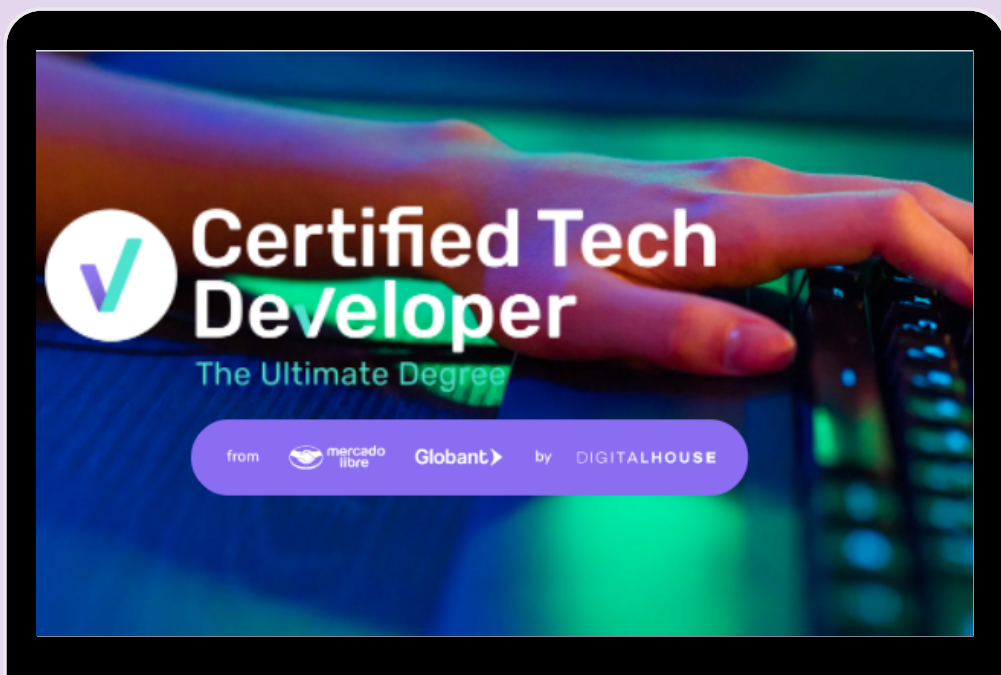 Certified Tech
Developer
The Ultimate Degree
from mercado libre Globant by DIGITALHOUSE